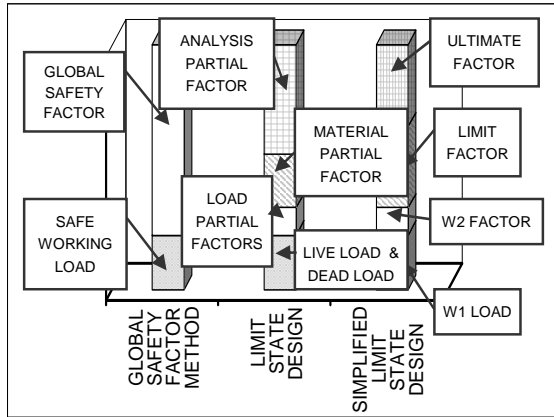 ANALYSIS
PARTIAL
FACTOR
ULTIMATE
FACTOR
GLOBAL
SAFETY
FACTOR
MATERIAL
PARTIAL
FACTOR
LIMIT
FACTOR
LOAD
PARTIAL
FACTORS
SAFE
WORKING
LOAD
W2 FACTOR
LIVE LOAD &
DEAD LOAD
W1 LOAD
GLOBAL
SAFETY
FACTOR
METHOD
LIMIT
STATE
DESIGN
SIMPLIFIED
LIMIT
STATE
DESIGN